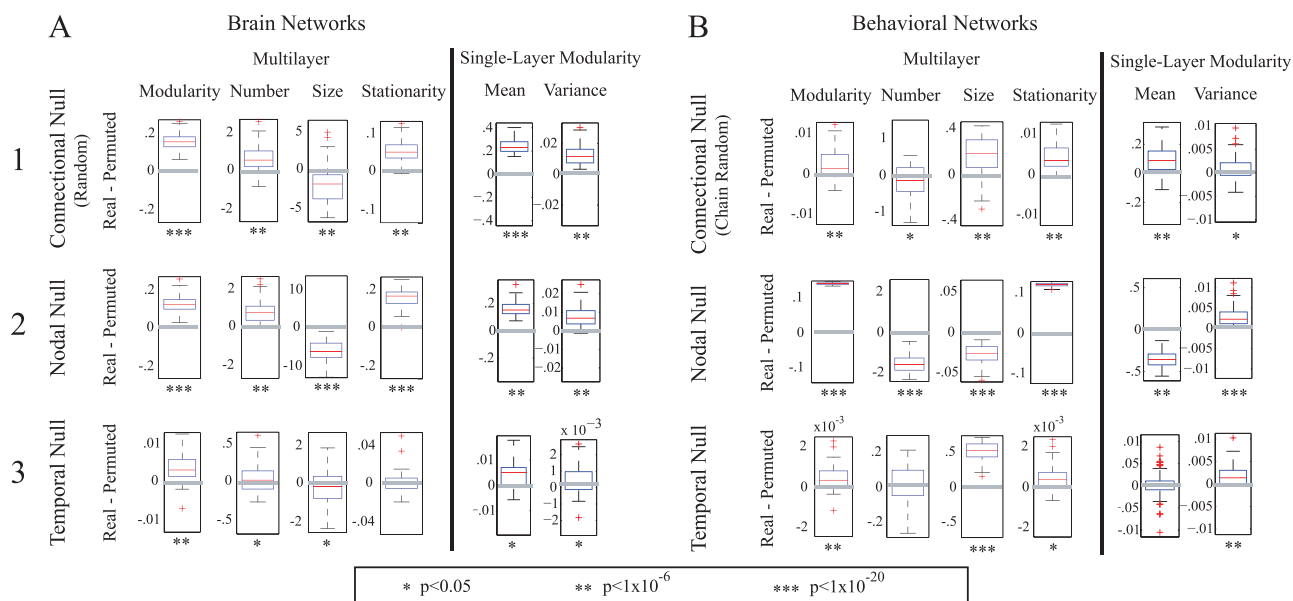 A Brain Networks
Multilayer
Single-Layer Modularity
Modularity Number Size Stationarity Mean Variance
1
Connectional Null
(Random)
Real - Permuted
.2 0 -.2
2 0 -2
5 0 -5
.1 0 -.1
.4 .2 0 -.2 -.4
.02 0 -.02
*** ** ** ** *** **
2
Nodal Null
Real - Permuted
.2 0 -.2
2 0 -2
10 0 -10
.2 0 -.2
.2 0 -.2
.02 .01 0 -.01 -.02
*** ** *** *** ** **
3
Temporal Null
Real - Permuted
.01 0 -.01
.5 0 -.5
2 0 -2
.04 0 -.04
.01 0 -.01
x 10-3
2 1 0 -1 -2
** * * * *
B Behavioral Networks
Multilayer
Single-Layer Modularity
Modularity Number Size Stationarity Mean Variance
Connectional Null
(Chain Random)
Real - Permuted
.01 0 -.01
1 0 -1
.4 0 -.4
.01 0 -.01
.2 0 -.2
.01 .005 0 -.005 -.01
** * ** ** ** *
Nodal Null
Real - Permuted
.1 0 -.1
2 0 -2
.05 0 -.05
.1 0 -.1
.5 0 -.5
.01 .005 0 -.005 -.01
*** *** *** *** ** ***
Temporal Null
Real - Permuted
x10-3
2 0 2
.2 0 -.2
.5 0 -.5
x10-3
2 0 -2
.01 .005 0 -.005 -.01
.01 .005 0 -.005 -.01
** *** * **
* p<0.05 ** p<1x10-6 *** p<1x10-20